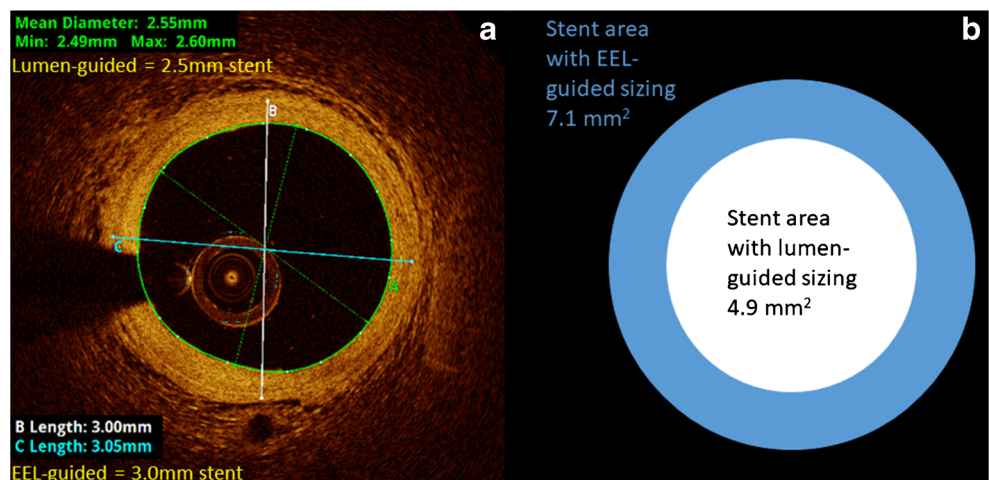 Mean Diameter: 2.55mm
Min: 2.49mm Max: 2.60mm
Lumen-guided = 2.5mm stent
a
B
C
A
B Length: 3.00mm
C Length: 3.05mm
EEL-guided = 3.0mm stent
b
Stent area
with EEL-
guided sizing
7.1 mm²
Stent area
with lumen-
guided sizing
4.9 mm²